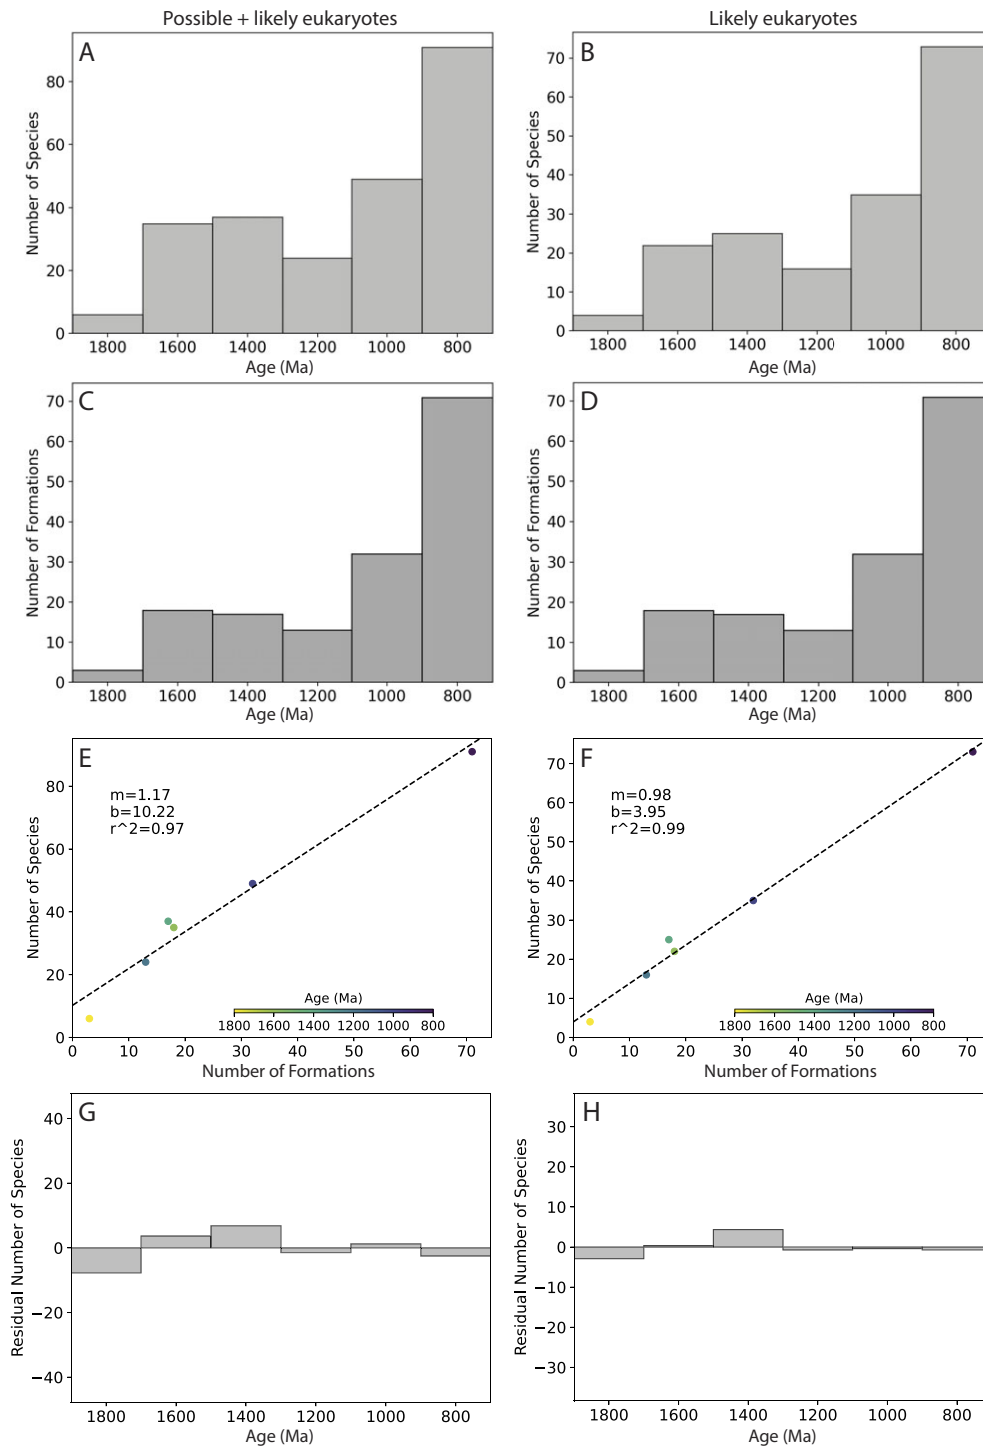 Possible + likely eukaryotes
Likely eukaryotes
A
Number of Species
80
60
40
20
0
1800 1600 1400 1200 1000 800
Age (Ma)
B
Number of Species
70
60
50
40
30
20
10
0
1800 1600 1400 1200 1000 800
Age (Ma)
C
Number of Formations
70
60
50
40
30
20
10
0
1800 1600 1400 1200 1000 800
Age (Ma)
D
Number of Formations
70
60
50
40
30
20
10
0
1800 1600 1400 1200 1000 800
Age (Ma)
E
m=1.17
b=10.22
r^2=0.97
Number of Species
80
60
40
20
0
Age (Ma)
1800 1600 1400 1200 1000 800
0 10 20 30 40 50 60 70
Number of Formations
F
m=0.98
b=3.95
r^2=0.99
Number of Species
70
60
50
40
30
20
10
0
Age (Ma)
1800 1600 1400 1200 1000 800
0 10 20 30 40 50 60 70
Number of Formations
G
Residual Number of Species
40
20
0
−20
−40
1800 1600 1400 1200 1000 800
Age (Ma)
H
Residual Number of Species
30
20
10
0
−10
−20
−30
1800 1600 1400 1200 1000 800
Age (Ma)